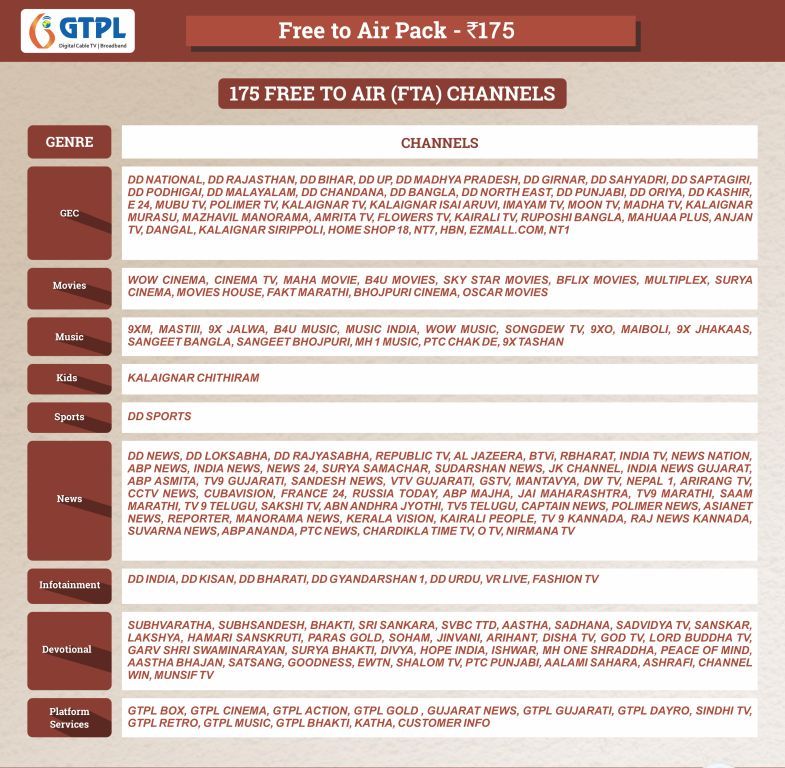 GTPL
Digital Cable TV | Broadband
Free to Air Pack - ₹175
175 FREE TO AIR (FTA) CHANNELS
GENRE
CHANNELS
GEC
DD NATIONAL, DD RAJASTHAN, DD BIHAR, DD UP, DD MADHYA PRADESH, DD GIRNAR, DD SAHYADRI, DD SAPTAGIRI,
DD PODHIGAI, DD MALAYALAM, DD CHANDANA, DD BANGLA, DD NORTH EAST, DD PUNJABI, DD ORIYA, DD KASHIR,
E 24, MUBU TV, POLIMER TV, KALAIGNAR TV, KALAIGNAR ISAI ARUVI, IMAYAM TV, MOON TV, MADHA TV, KALAIGNAR
MURASU, MAZHAVIL MANORAMA, AMRITA TV, FLOWERS TV, KAIRALI TV, RUPOSHI BANGLA, MAHUAA PLUS, ANJAN
TV, DANGAL, KALAIGNAR SIRIPPOLI, HOME SHOP 18, NT7, HBN, EZMALL.COM, NT1
Movies
WOW CINEMA, CINEMA TV, MAHA MOVIE, B4U MOVIES, SKY STAR MOVIES, BFLIX MOVIES, MULTIPLEX, SURYA
CINEMA, MOVIES HOUSE, FAKT MARATHI, BHOJPURI CINEMA, OSCAR MOVIES
Music
9XM, MASTIII, 9X JALWA, B4U MUSIC, MUSIC INDIA, WOW MUSIC, SONGDEW TV, 9XO, MAIBOLI, 9X JHAKAAS,
SANGEET BANGLA, SANGEET BHOJPURI, MH 1 MUSIC, PTC CHAK DE, 9X TASHAN
Kids
KALAIGNAR CHITHIRAM
Sports
DD SPORTS
News
DD NEWS, DD LOKSABHA, DD RAJYASABHA, REPUBLIC TV, AL JAZEERA, BTVi, RBHARAT, INDIA TV, NEWS NATION,
ABP NEWS, INDIA NEWS, NEWS 24, SURYA SAMACHAR, SUDARSHAN NEWS, JK CHANNEL, INDIA NEWS GUJARAT,
ABP ASMITA, TV9 GUJARATI, SANDESH NEWS, VTV GUJARATI, GSTV, MANTAVYA, DW TV, NEPAL 1, ARIRANG TV,
CCTV NEWS, CUBAVISION, FRANCE 24, RUSSIA TODAY, ABP MAJHA, JAI MAHARASHTRA, TV9 MARATHI, SAAM
MARATHI, TV 9 TELUGU, SAKSHI TV, ABN ANDHRA JYOTHI, TV5 TELUGU, CAPTAIN NEWS, POLIMER NEWS, ASIANET
NEWS, REPORTER, MANORAMA NEWS, KERALA VISION, KAIRALI PEOPLE, TV 9 KANNADA, RAJ NEWS KANNADA,
SUVARNA NEWS, ABP ANANDA, PTC NEWS, CHARDIKLA TIME TV, O TV, NIRMANA TV
Infotainment
DD INDIA, DD KISAN, DD BHARATI, DD GYANDARSHAN 1, DD URDU, VR LIVE, FASHION TV
Devotional
SUBHVARATHA, SUBHSANDESH, BHAKTI, SRI SANKARA, SVBC TTD, AASTHA, SADHANA, SADVIDYA TV, SANSKAR,
LAKSHYA, HAMARI SANSKRUTI, PARAS GOLD, SOHAM, JINVANI, ARIHANT, DISHA TV, GOD TV, LORD BUDDHA TV,
GARV SHRI SWAMINARAYAN, SURYA BHAKTI, DIVYA, HOPE INDIA, ISHWAR, MH ONE SHRADDHA, PEACE OF MIND,
AASTHA BHAJAN, SATSANG, GOODNESS, EWTN, SHALOM TV, PTC PUNJABI, AALAMI SAHARA, ASHRAFI, CHANNEL
WIN, MUNSIF TV
Platform
Services
GTPL BOX, GTPL CINEMA, GTPL ACTION, GTPL GOLD , GUJARAT NEWS, GTPL GUJARATI, GTPL DAYRO, SINDHI TV,
GTPL RETRO, GTPL MUSIC, GTPL BHAKTI, KATHA, CUSTOMER INFO